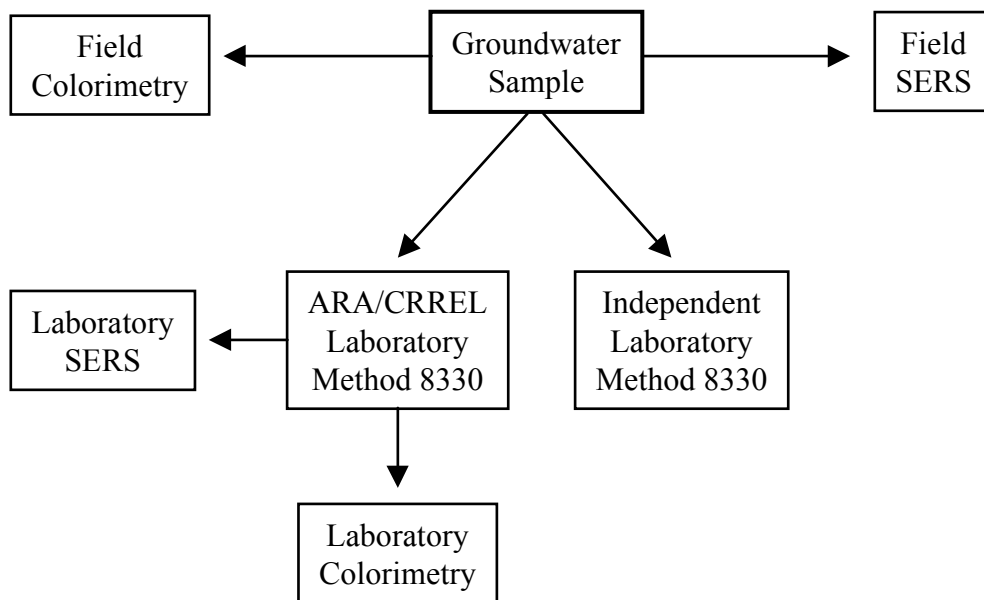 Field
Colorimetry
Groundwater
Sample
Field
SERS
Laboratory
SERS
ARA/CRREL
Laboratory
Method 8330
Independent
Laboratory
Method 8330
Laboratory
Colorimetry